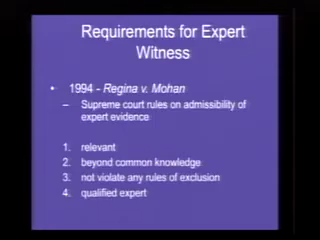 Requirements for Expert
Witness
• 1994 - Regina v. Mohan
– Supreme court rules on admissibility of
expert evidence
1. relevant
2. beyond common knowledge
3. not violate any rules of exclusion
4. qualified expert